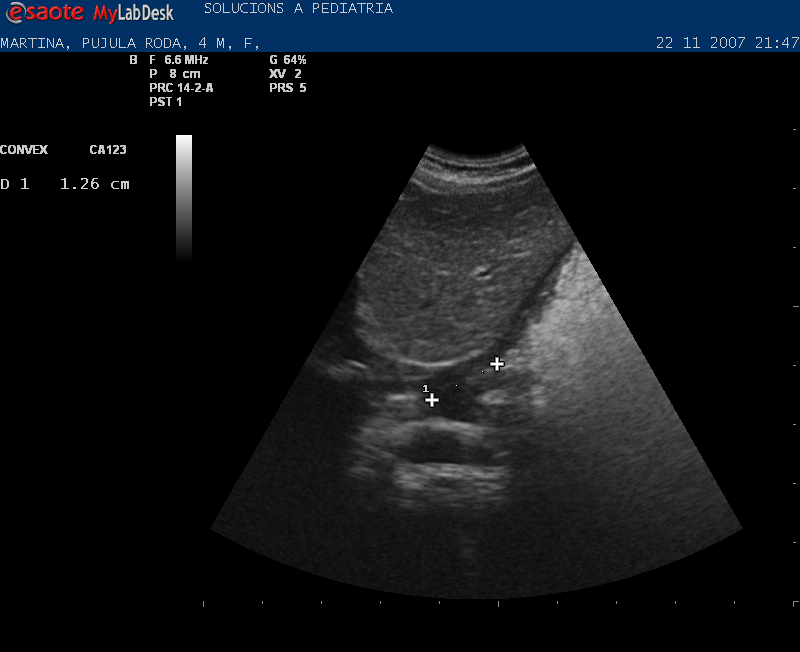 esaote MyLabDesk SOLUCIONS A PEDIATRIA
MARTINA, PUJULA RODA, 4 M, F, 22 11 2007 21:47
B F 6.6 MHz G 64%
P 8 cm XV 2
PRC 14-2-A PRS 5
PST 1
CONVEX CA123
D 1 1.26 cm
1